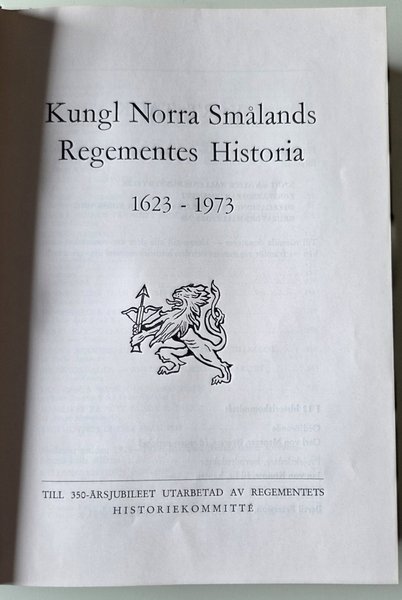 Kungl Norra Smålands
Regementes Historia
1623 - 1973
TILL 350-ÅRSJUBILEET UTARBETAD AV REGEMENTETS
HISTORIEKOMMITTÉ